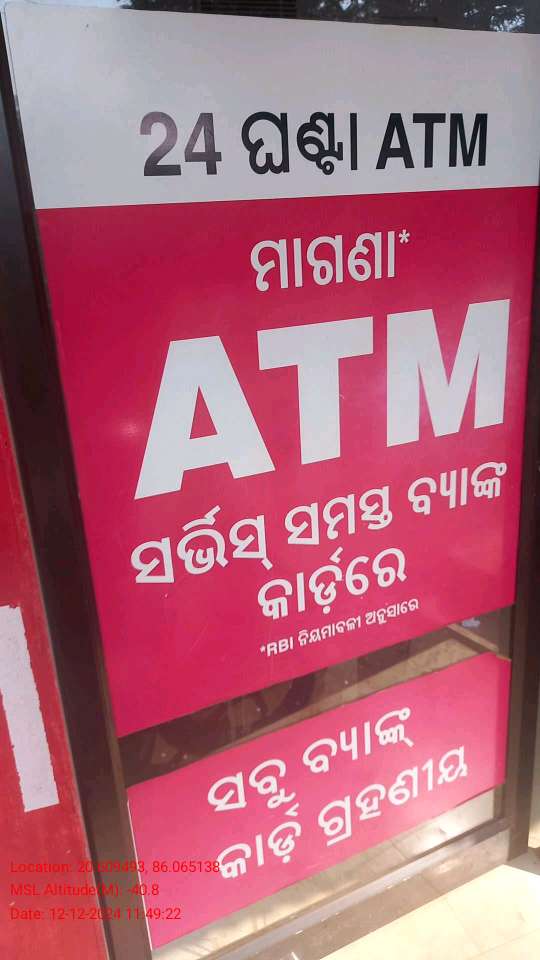 24 ଘଣ୍ଟା ATM
ମାଗଣା*
ATM
ସର୍ଭିସ୍ ସମସ୍ତ ବ୍ୟାଙ୍କ
କାର୍ଡ଼ରେ
*RBI ନିୟମାବଳୀ ଅନୁସାରେ
ସବୁ ବ୍ୟାଙ୍କ୍
କାର୍ଡ଼ ଗ୍ରହଣୀୟ
Location: 20.609493, 86.065138
MSL Altitude(M): -40.8
Date: 12-12-2024 11:49:22